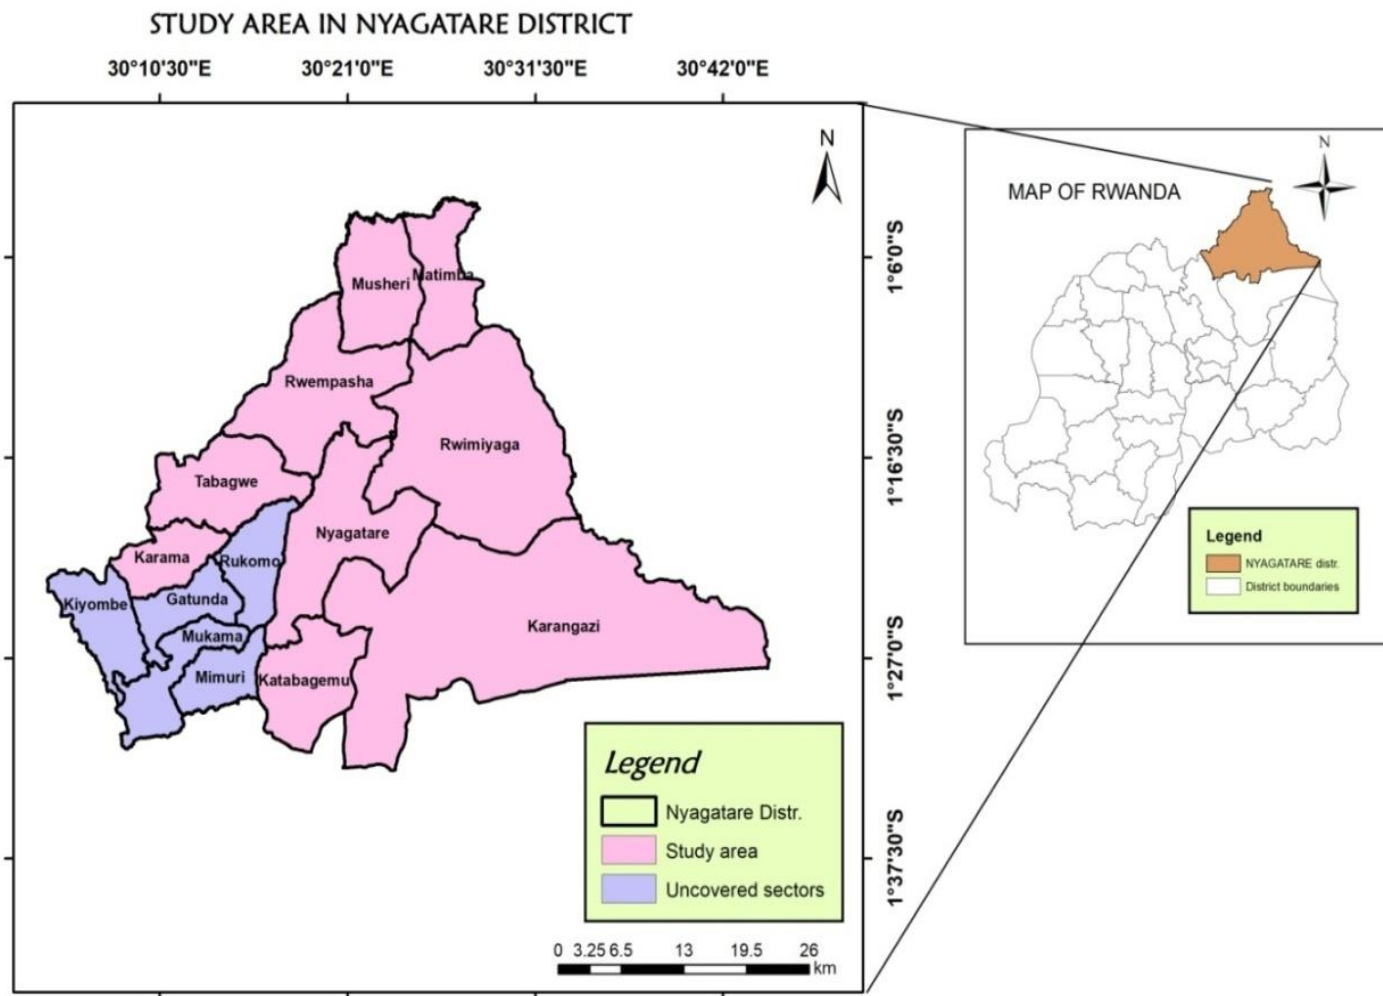 STUDY AREA IN NYAGATARE DISTRICT
30°10'30"E 30°21'0"E 30°31'30"E 30°42'0"E
N
1°6'0"S
1°16'30"S
1°27'0"S
1°37'30"S
Musheri
Matimba
Rwempasha
Rwimiyaga
Tabagwe
Nyagatare
Karama
Rukomo
Kiyombe
Gatunda
Mukama
Karangazi
Mimuri
Katabagemu
Legend
Nyagatare Distr.
Study area
Uncovered sectors
0 3.25 6.5 13 19.5 26
km
MAP OF RWANDA
N
Legend
NYAGATARE distr.
District boundaries